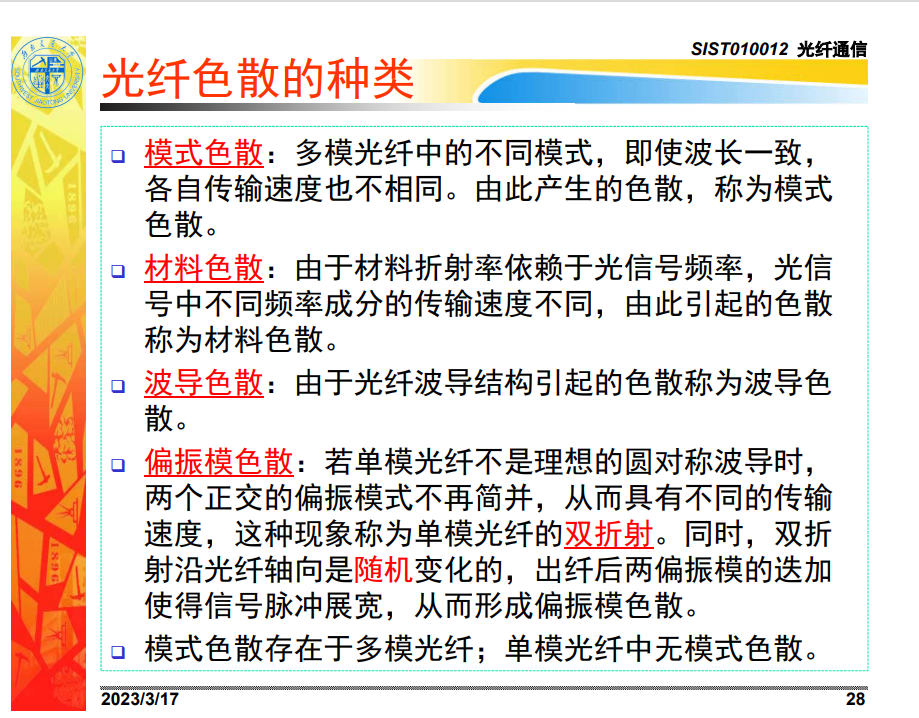 SIST010012 光纤通信
光纤色散的种类
模式色散：多模光纤中的不同模式，即使波长一致，
各自传输速度也不相同。由此产生的色散，称为模式
色散。
材料色散：由于材料折射率依赖于光信号频率，光信
号中不同频率成分的传输速度不同，由此引起的色散
称为材料色散。
波导色散：由于光纤波导结构引起的色散称为波导色
散。
偏振模色散：若单模光纤不是理想的圆对称波导时，
两个正交的偏振模式不再简并，从而具有不同的传输
速度，这种现象称为单模光纤的双折射。同时，双折
射沿光纤轴向是随机变化的，出纤后两偏振模的迭加
使得信号脉冲展宽，从而形成偏振模色散。
模式色散存在于多模光纤；单模光纤中无模式色散。
2023/3/17
28
1896
1896
1896